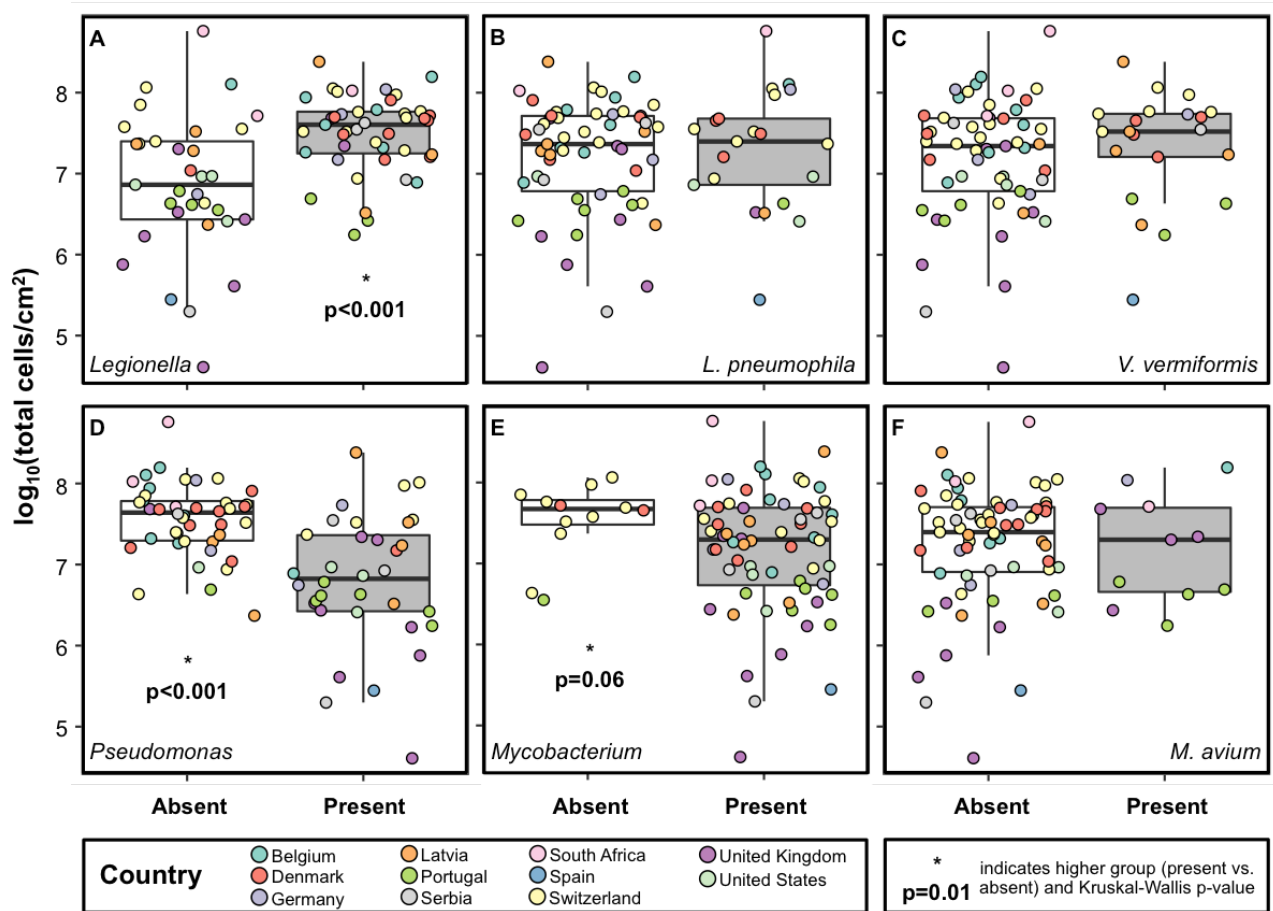 A
B
C
8
7
6
5
*
p<0.001
Legionella
L. pneumophila
V. vermiformis
log10(total cells/cm2)
D
E
F
8
7
6
5
*
p<0.001
*
p=0.06
Pseudomonas
Mycobacterium
M. avium
Absent Present Absent Present Absent Present
Country
Belgium Latvia South Africa United Kingdom
Denmark Portugal Spain United States
Germany Serbia Switzerland
*
p=0.01
indicates higher group (present vs.
absent) and Kruskal-Wallis p-value